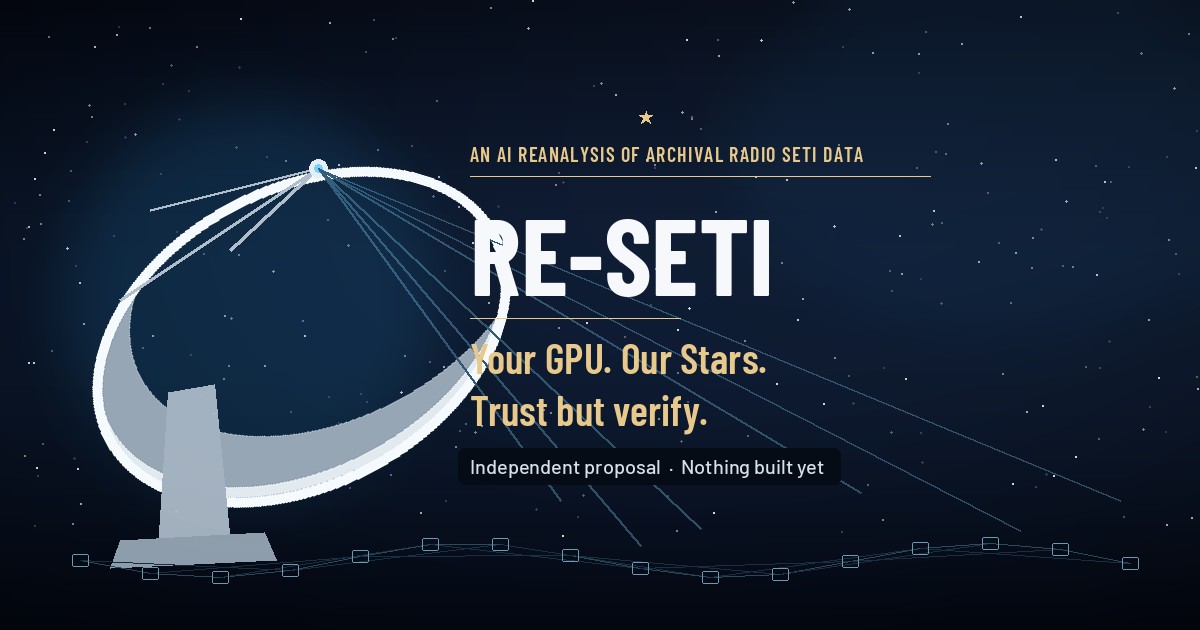 AN AI REANALYSIS OF ARCHIVAL RADIO SETI DATA
RE-SETI
Your GPU. Our Stars.
Trust but verify.
Independent proposal · Nothing built yet